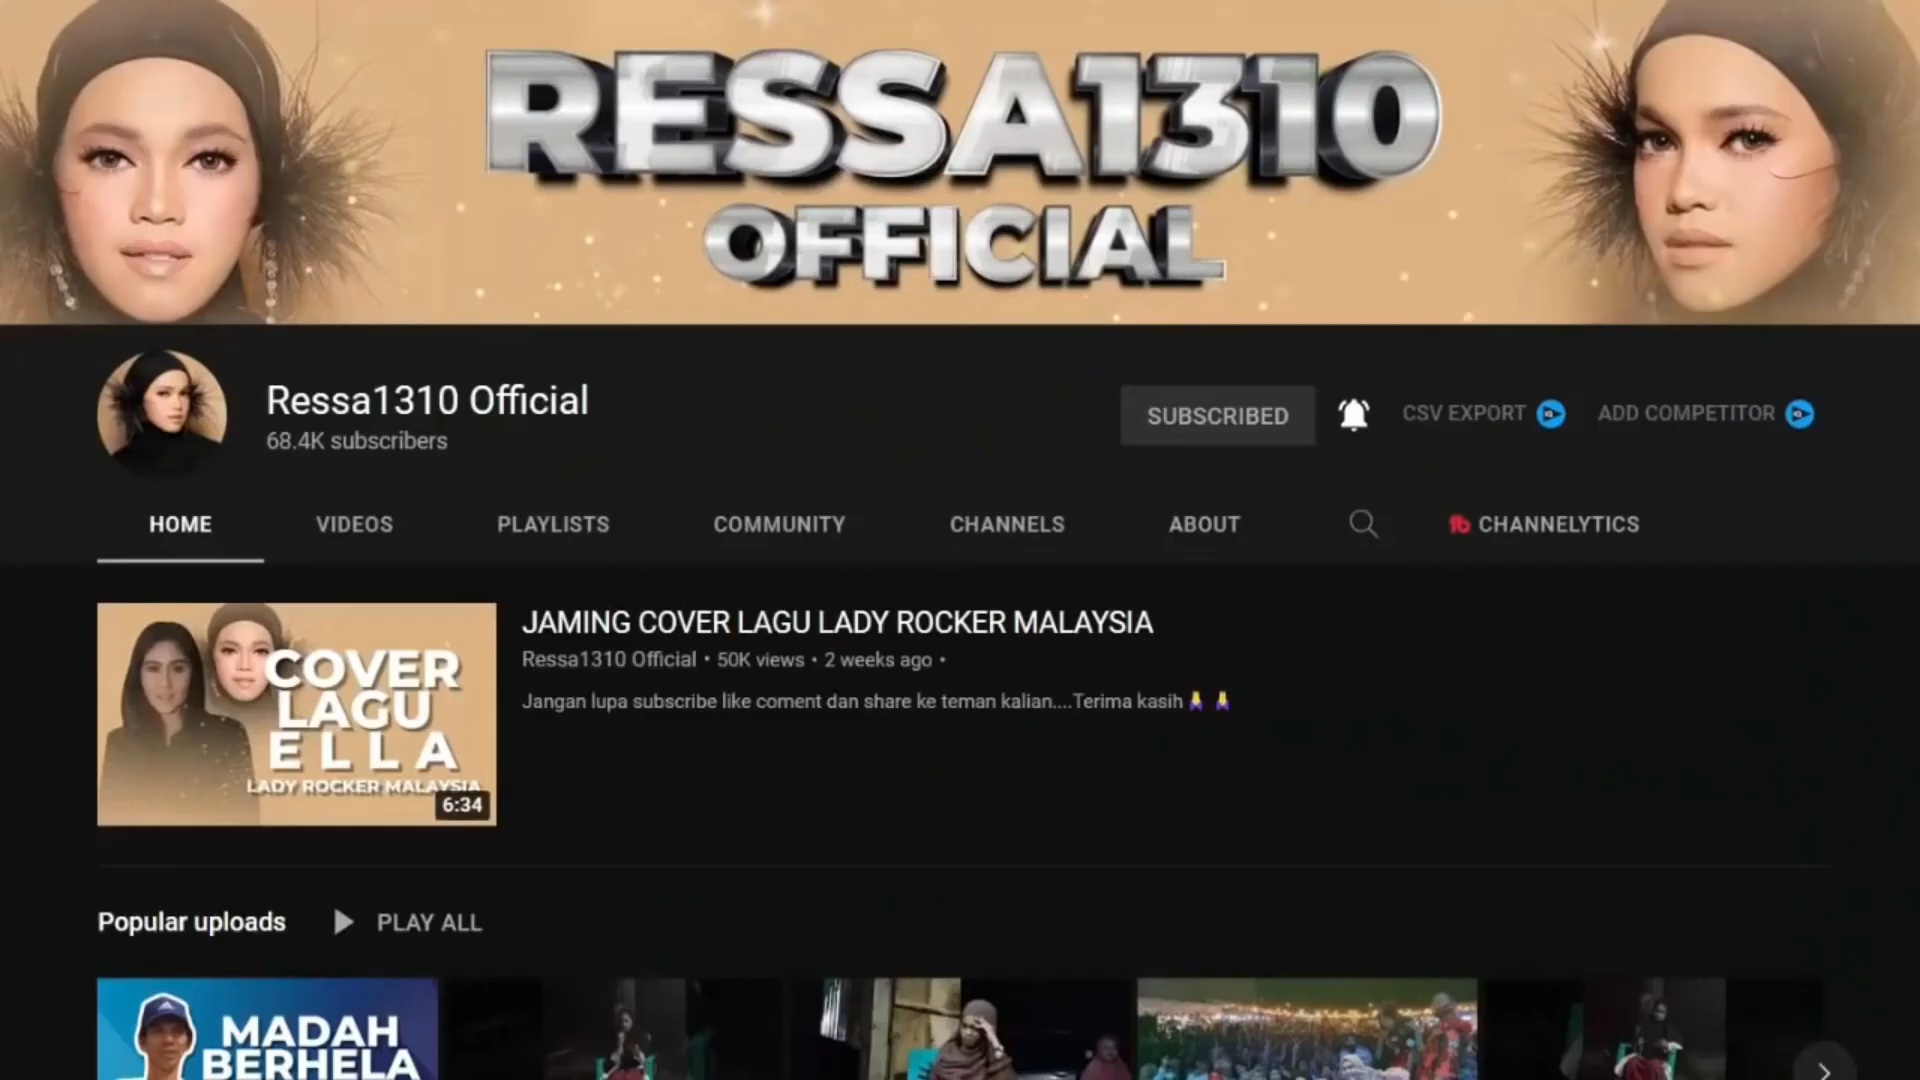 RESSA1310
OFFICIAL
Ressa1310 Official
68.4K subscribers
SUBSCRIBED
CSV EXPORT
ADD COMPETITOR
HOME
VIDEOS
PLAYLISTS
COMMUNITY
CHANNELS
ABOUT
CHANNELYTICS
COVER
LAGU
ELLA
LADY ROCKER MALAYSIA
6:34
JAMING COVER LAGU LADY ROCKER MALAYSIA
Ressa1310 Official • 50K views • 2 weeks ago •
Jangan lupa subscribe like coment dan share ke teman kalian....Terima kasih
Popular uploads
PLAY ALL
MADAH
BERHELA